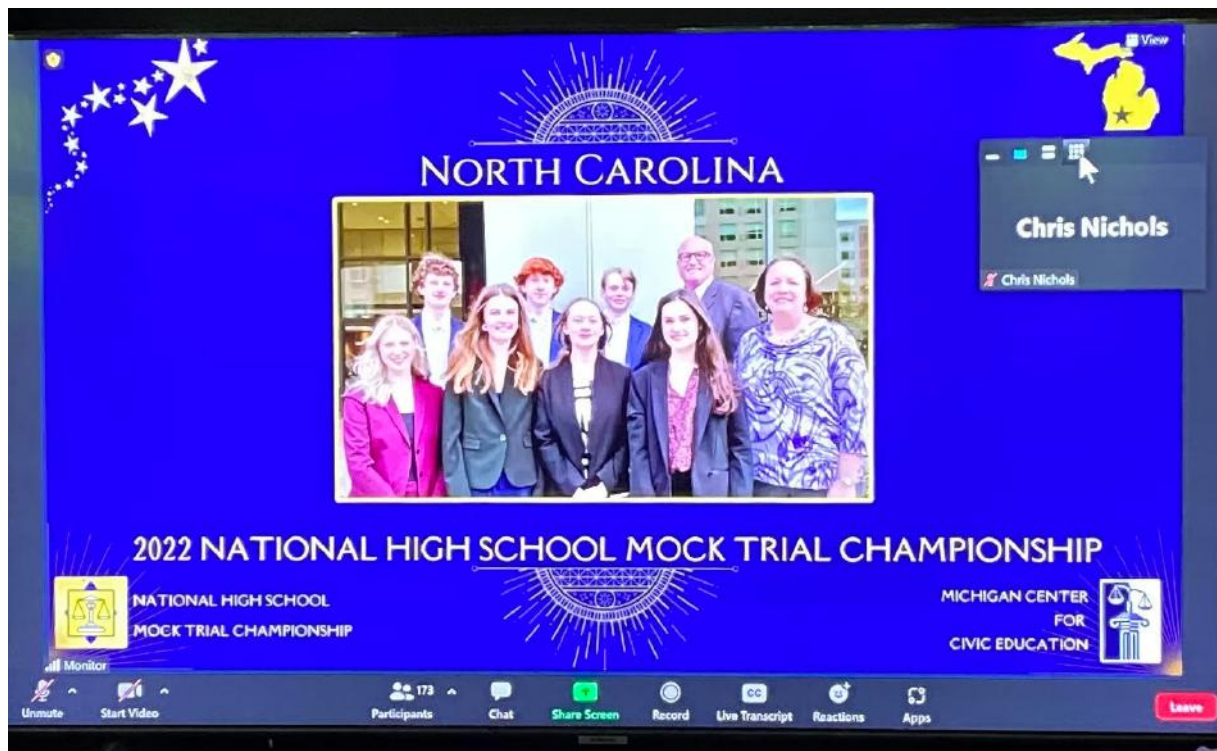 View
NORTH CAROLINA
Chris Nichols
Chris Nichols
2022 NATIONAL HIGH SCHOOL MOCK TRIAL CHAMPIONSHIP
NATIONAL HIGH SCHOOL
MOCK TRIAL CHAMPIONSHIP
MICHIGAN CENTER
FOR
CIVIC EDUCATION
Monitor
173
Unmute
Start Video
Participants
Chat
Share Screen
Record
CC
Live Transcript
Reactions
Apps
Leave